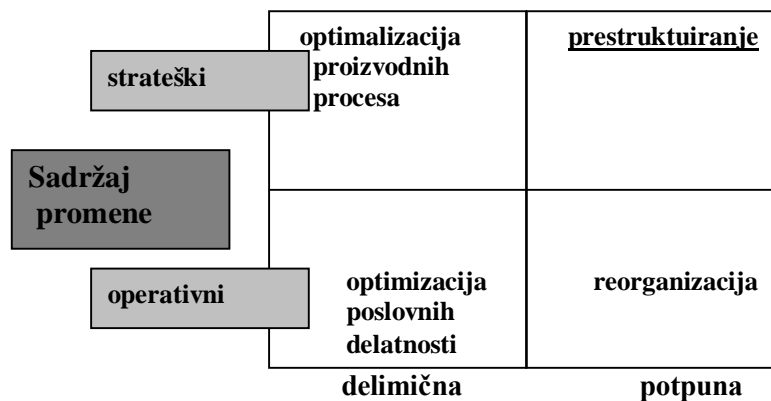 strateški
optimalizacija
proizvodnih
procesa
prestruktuiranje
Sadržaj
promene
operativni
optimizacija
poslovnih
delatnosti
reorganizacija
delimična
potpuna